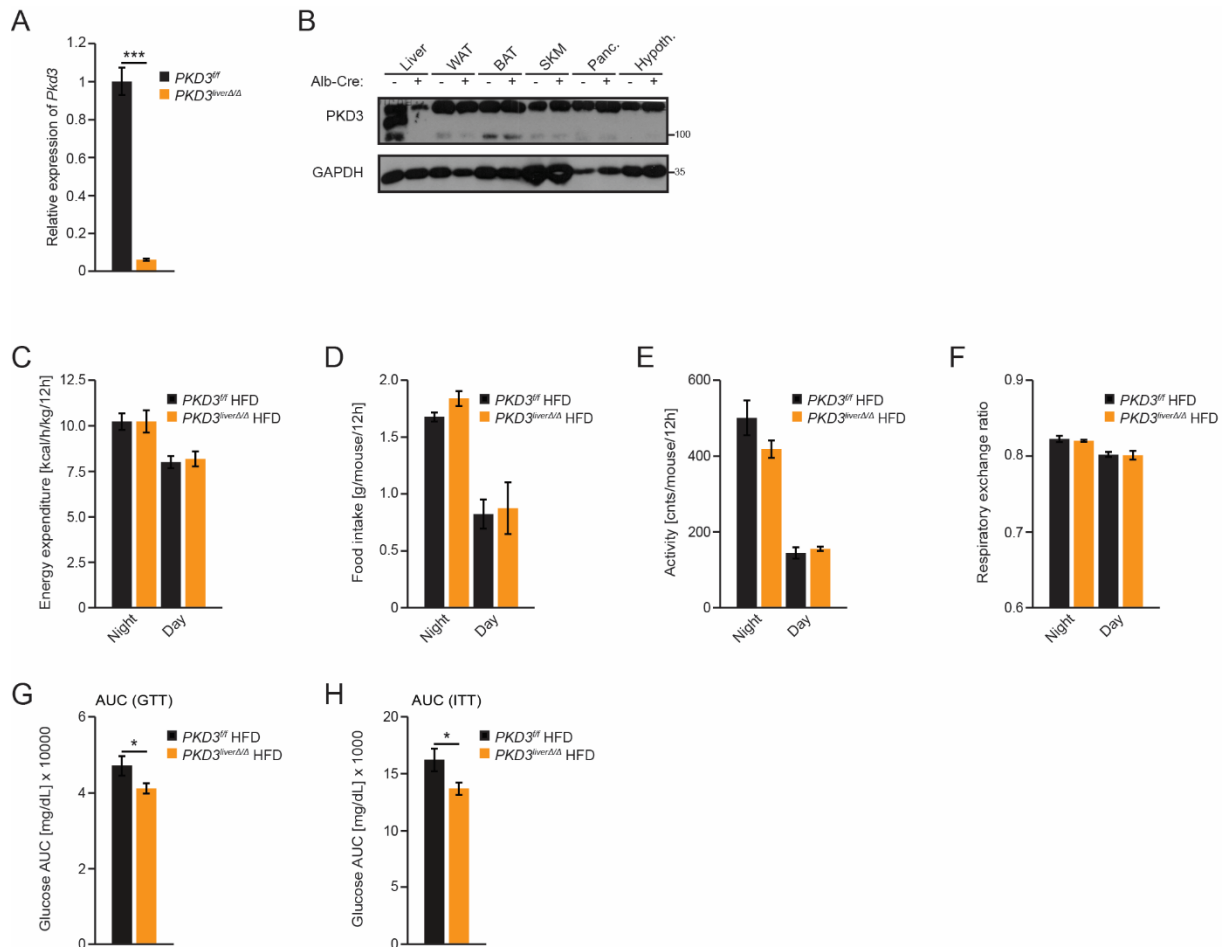 A
Relative expression of Pkd3
1.2
1
0.8
0.6
0.4
0.2
0
***
PKD3f/f
PKD3liverΔ/Δ
B
Liver WAT BAT SKM Panc. Hypoth.
Alb-Cre: - + - + - + - + - + - +
PKD3
100
GAPDH
35
C
Energy expenditure [kcal/h/kg/12h]
12.5
10.0
7.5
5.0
2.5
0
PKD3f/f HFD
PKD3liverΔ/Δ HFD
Night Day
D
Food intake [g/mouse/12h]
2.0
1.5
1.0
0.5
0
PKD3f/f HFD
PKD3liverΔ/Δ HFD
Night Day
E
Activity [cnts/mouse/12h]
600
400
200
0
PKD3f/f HFD
PKD3liverΔ/Δ HFD
Night Day
F
Respiratory exchange ratio
0.9
0.8
0.7
0.6
PKD3f/f HFD
PKD3liverΔ/Δ HFD
Night Day
G
AUC (GTT)
Glucose AUC [mg/dL] x 10000
6
4
2
0
*
PKD3f/f HFD
PKD3liverΔ/Δ HFD
H
AUC (ITT)
Glucose AUC [mg/dL] x 1000
20
15
10
5
0
*
PKD3f/f HFD
PKD3liverΔ/Δ HFD